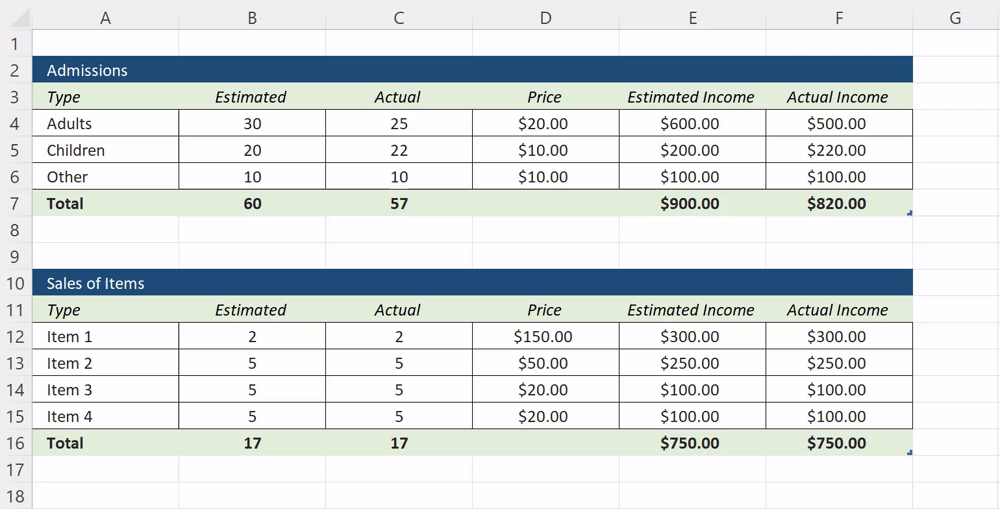 A B C D E F G
1
2 Admissions
3 Type Estimated Actual Price Estimated Income Actual Income
4 Adults 30 25 $20.00 $600.00 $500.00
5 Children 20 22 $10.00 $200.00 $220.00
6 Other 10 10 $10.00 $100.00 $100.00
7 Total 60 57 $900.00 $820.00
8
9
10 Sales of Items
11 Type Estimated Actual Price Estimated Income Actual Income
12 Item 1 2 2 $150.00 $300.00 $300.00
13 Item 2 5 5 $50.00 $250.00 $250.00
14 Item 3 5 5 $20.00 $100.00 $100.00
15 Item 4 5 5 $20.00 $100.00 $100.00
16 Total 17 17 $750.00 $750.00
17
18